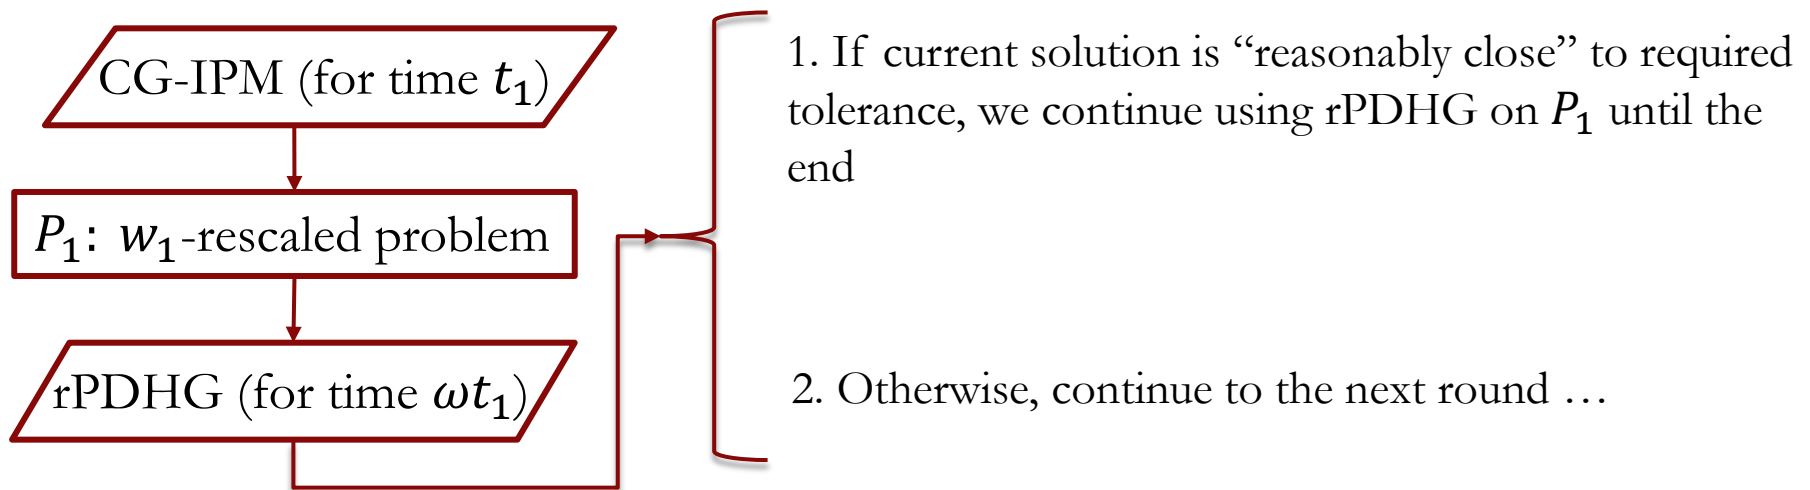 CG-IPM (for time t₁)
P₁: w₁-rescaled problem
rPDHG (for time ωt₁)
1. If current solution is “reasonably close” to required
tolerance, we continue using rPDHG on P₁ until the
end
2. Otherwise, continue to the next round …